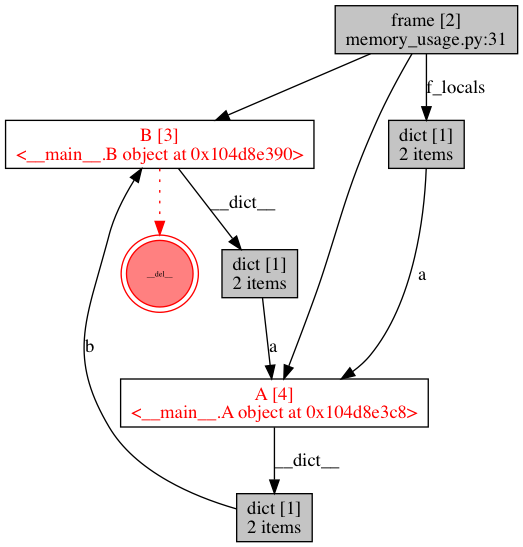 frame [2]
memory_usage.py:31
f_locals
B [3]
<__main__.B object at 0x104d8e390>
dict [1]
2 items
__dict__
dict [1]
2 items
__del__
a
b
a
A [4]
<__main__.A object at 0x104d8e3c8>
__dict__
dict [1]
2 items